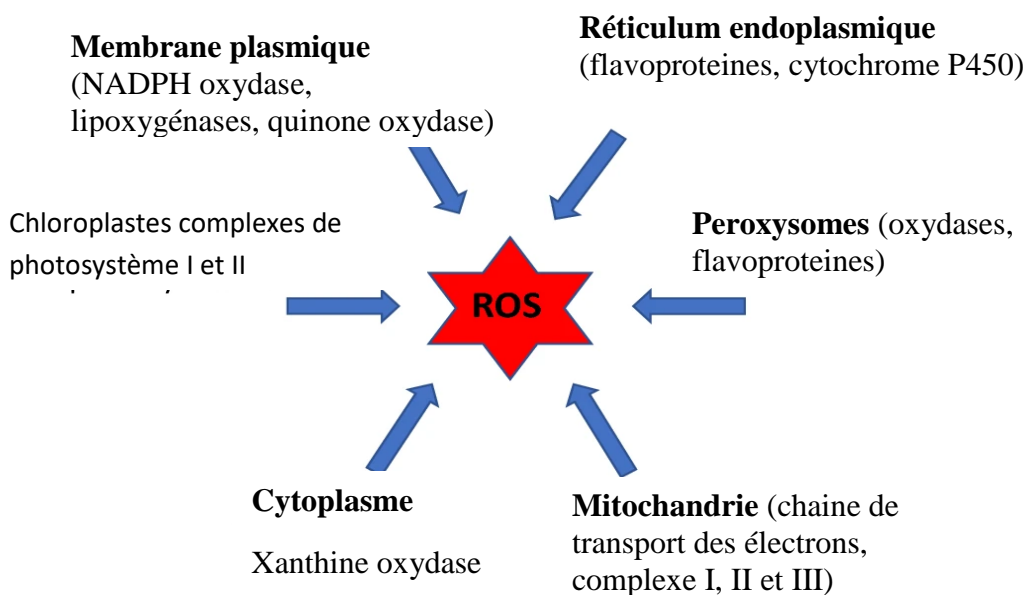 Membrane plasmique
(NADPH oxydase,
lipoxygénases, quinone oxydase)
Réticulum endoplasmique
(flavoproteines, cytochrome P450)
Chloroplastes complexes de
photosystème I et II
Peroxysomes (oxydases,
flavoproteines)
ROS
Cytoplasme
Xanthine oxydase
Mitochandrie (chaine de
transport des électrons,
complexe I, II et III)